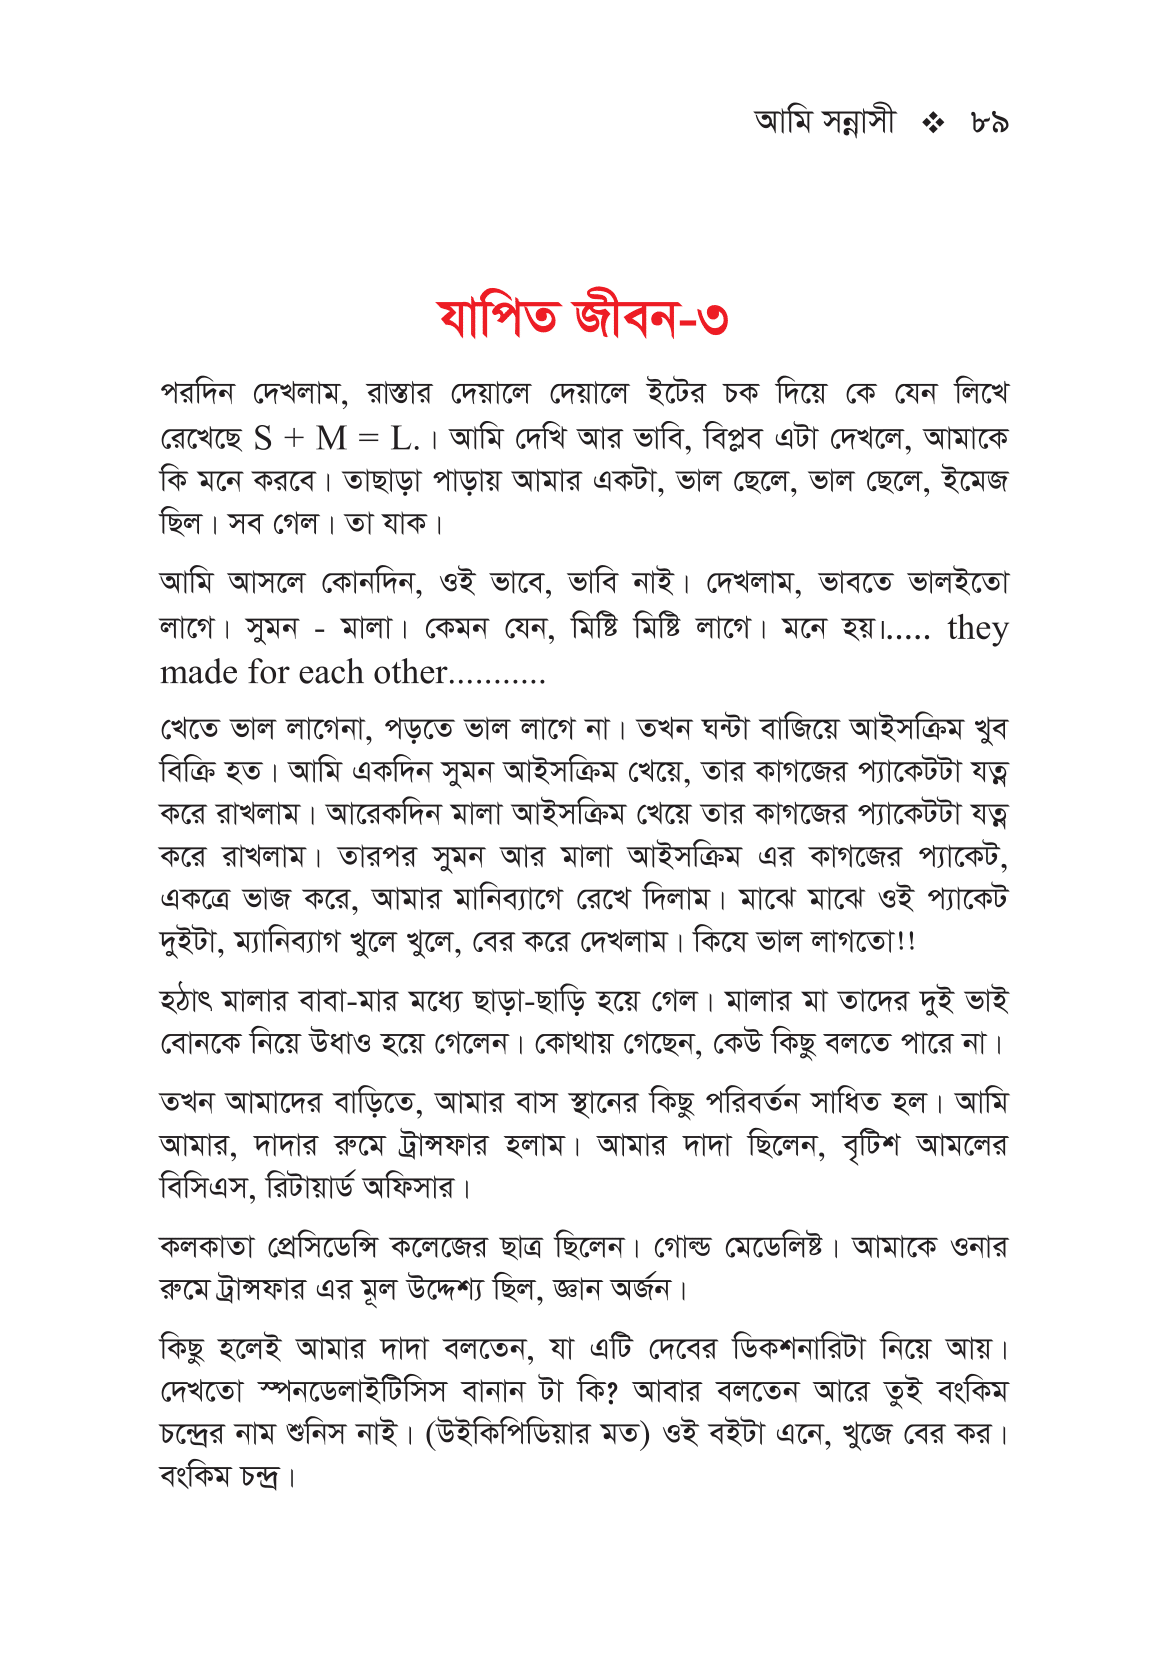 আমি সন্নাসী ❖ ৮৯
যাপিত জীবন-৩
পরদিন দেখলাম, রাস্তার দেয়ালে দেয়ালে ইটের চক দিয়ে কে যেন লিখে
রেখেছে S + M = L.। আমি দেখি আর ভাবি, বিপ্লব এটা দেখলে, আমাকে
কি মনে করবে। তাছাড়া পাড়ায় আমার একটা, ভাল ছেলে, ভাল ছেলে, ইমেজ
ছিল। সব গেল। তা যাক।
আমি আসলে কোনদিন, ওই ভাবে, ভাবি নাই। দেখলাম, ভাবতে ভালইতো
লাগে। সুমন - মালা। কেমন যেন, মিষ্টি মিষ্টি লাগে। মনে হয়।..... they
made for each other...........
খেতে ভাল লাগেনা, পড়তে ভাল লাগে না। তখন ঘন্টা বাজিয়ে আইসক্রিম খুব
বিক্রি হত। আমি একদিন সুমন আইসক্রিম খেয়ে, তার কাগজের প্যাকেটটা যত্ন
করে রাখলাম। আরেকদিন মালা আইসক্রিম খেয়ে তার কাগজের প্যাকেটটা যত্ন
করে রাখলাম। তারপর সুমন আর মালা আইসক্রিম এর কাগজের প্যাকেট,
একত্রে ভাজ করে, আমার মানিব্যাগে রেখে দিলাম। মাঝে মাঝে ওই প্যাকেট
দুইটা, ম্যানিব্যাগ খুলে খুলে, বের করে দেখলাম। কিযে ভাল লাগতো!!
হঠাৎ মালার বাবা-মার মধ্যে ছাড়া-ছাড়ি হয়ে গেল। মালার মা তাদের দুই ভাই
বোনকে নিয়ে উধাও হয়ে গেলেন। কোথায় গেছেন, কেউ কিছু বলতে পারে না।
তখন আমাদের বাড়িতে, আমার বাস স্থানের কিছু পরিবর্তন সাধিত হল। আমি
আমার, দাদার রুমে ট্রান্সফার হলাম। আমার দাদা ছিলেন, বৃটিশ আমলের
বিসিএস, রিটায়ার্ড অফিসার।
কলকাতা প্রেসিডেন্সি কলেজের ছাত্র ছিলেন। গোল্ড মেডেলিষ্ট। আমাকে ওনার
রুমে ট্রান্সফার এর মূল উদ্দেশ্য ছিল, জ্ঞান অর্জন।
কিছু হলেই আমার দাদা বলতেন, যা এটি দেবের ডিকশনারিটা নিয়ে আয়।
দেখতো স্পনডেলাইটিসিস বানান টা কি? আবার বলতেন আরে তুই বংকিম
চন্দ্রের নাম শুনিস নাই। (উইকিপিডিয়ার মত) ওই বইটা এনে, খুজে বের কর।
বংকিম চন্দ্র।